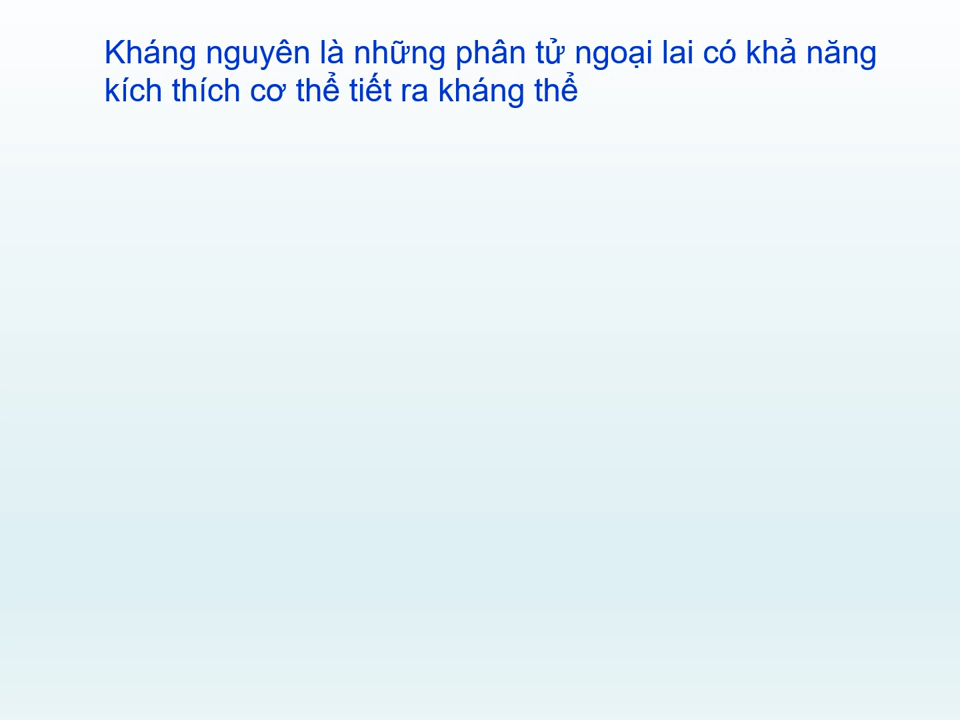 Kháng nguyên là những phân tử ngoại lai có khả năng
kích thích cơ thể tiết ra kháng thể